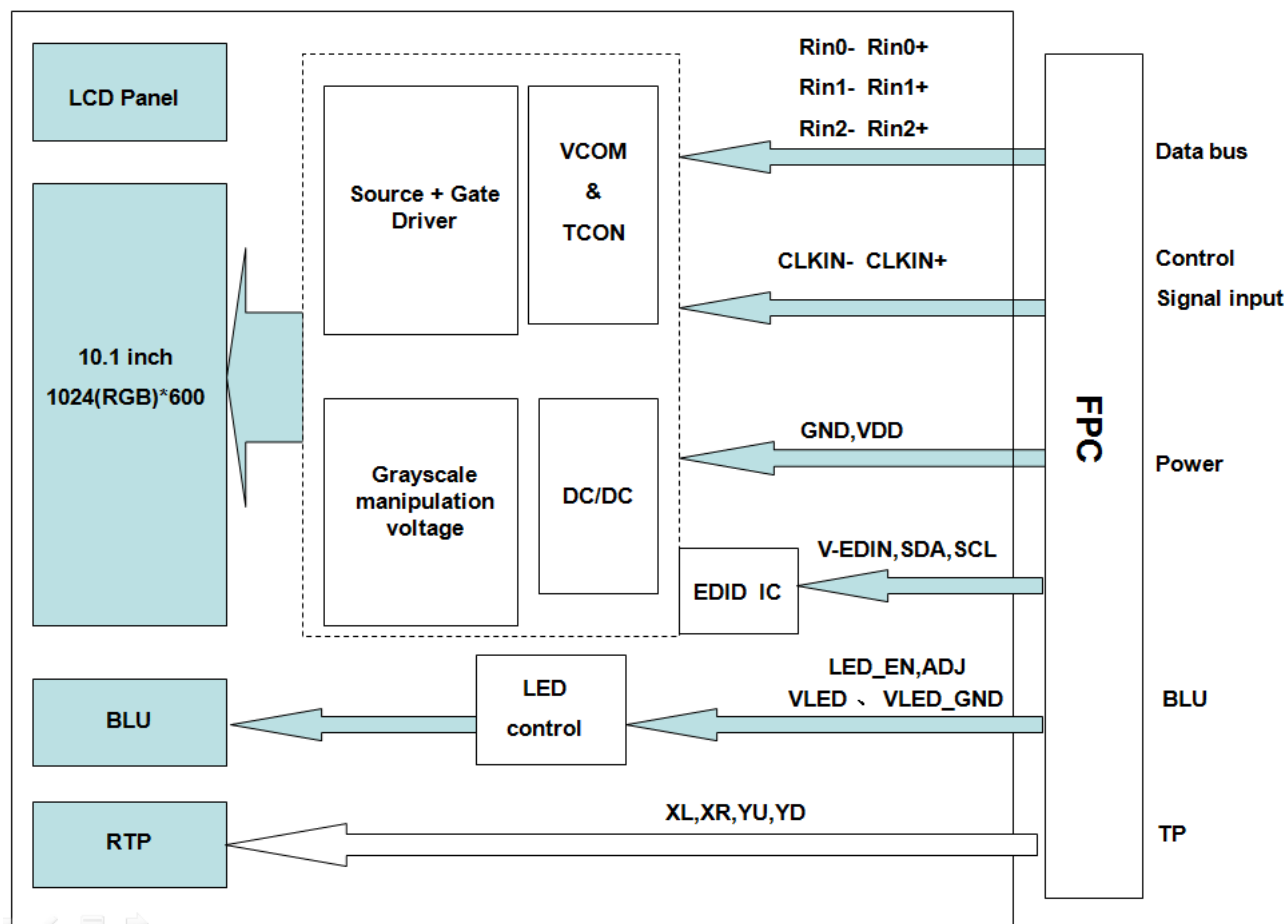 LCD Panel
10.1 inch
1024(RGB)*600
BLU
RTP
Source + Gate
Driver
VCOM
&
TCON
Grayscale
manipulation
voltage
DC/DC
EDID IC
LED
control
Rin0- Rin0+
Rin1- Rin1+
Rin2- Rin2+
CLKIN- CLKIN+
GND,VDD
V-EDIN,SDA,SCL
LED_EN,ADJ
VLED 、 VLED_GND
XL,XR,YU,YD
FPC
Data bus
Control
Signal input
Power
BLU
TP